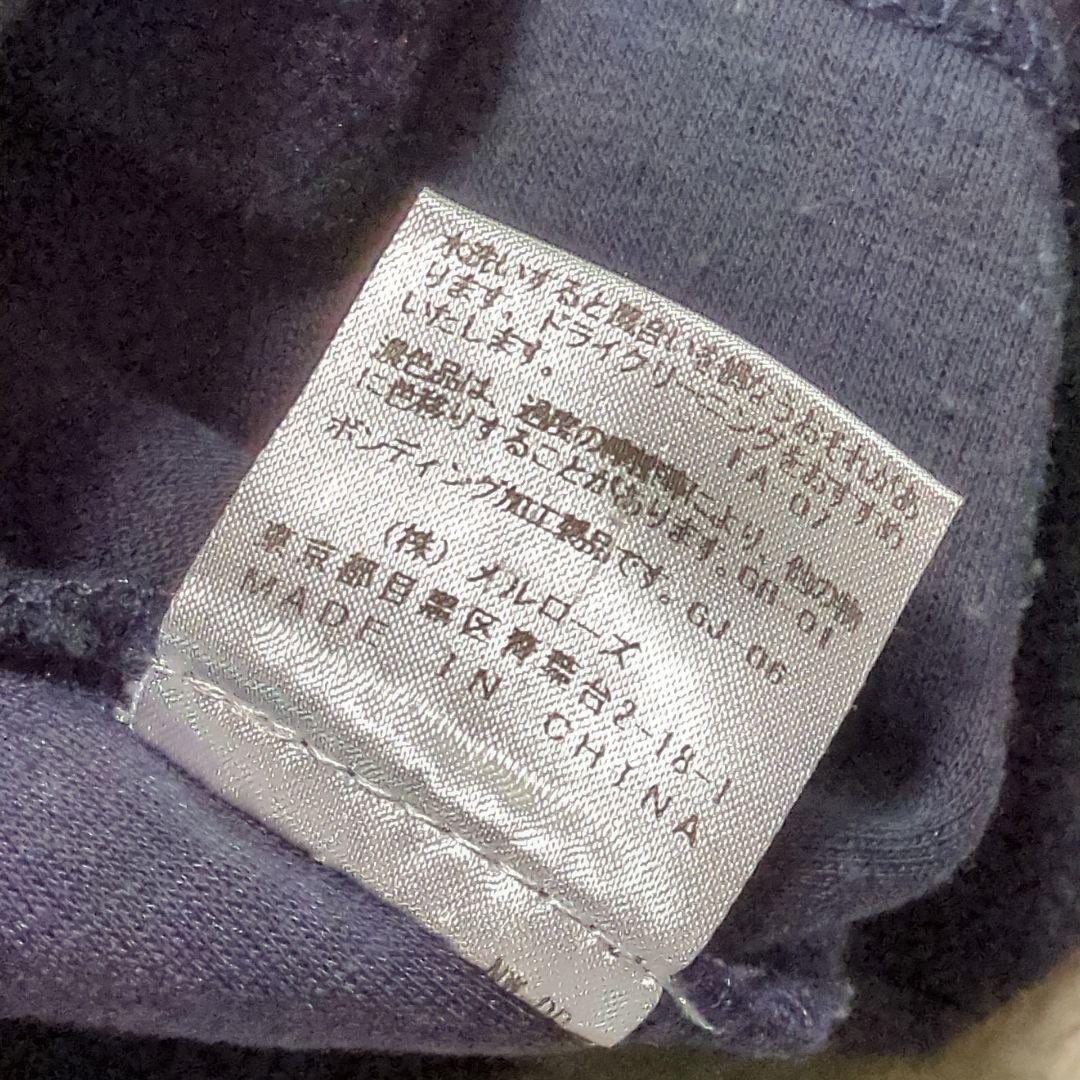 水洗いすると風合いを損なうおそれがあ
ります。ドライクリーニングをおすすめ
いたします。 IA-07
濃色品は、過度の摩擦等により、他の物
に色移りすることがあります。GR-01
ボンディング加工製品です。GJ-06
(株)メルローズ
東京都目黒区青葉台2-18-1
MADE IN CHINA